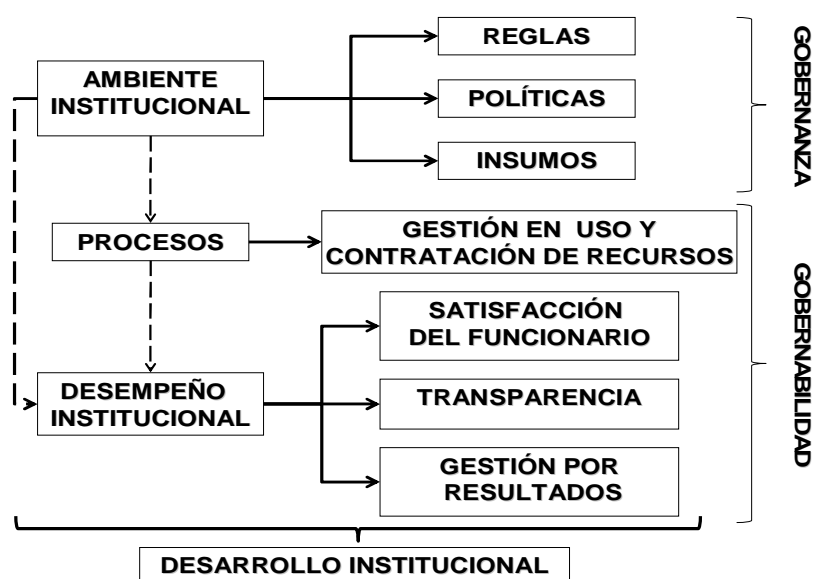 REGLAS
AMBIENTE
INSTITUCIONAL
POLÍTICAS
INSUMOS
GOBERNANZA
PROCESOS
GESTIÓN EN USO Y
CONTRATACIÓN DE RECURSOS
SATISFACCIÓN
DEL FUNCIONARIO
DESEMPEÑO
INSTITUCIONAL
TRANSPARENCIA
GESTIÓN POR
RESULTADOS
GOBERNABILIDAD
DESARROLLO INSTITUCIONAL